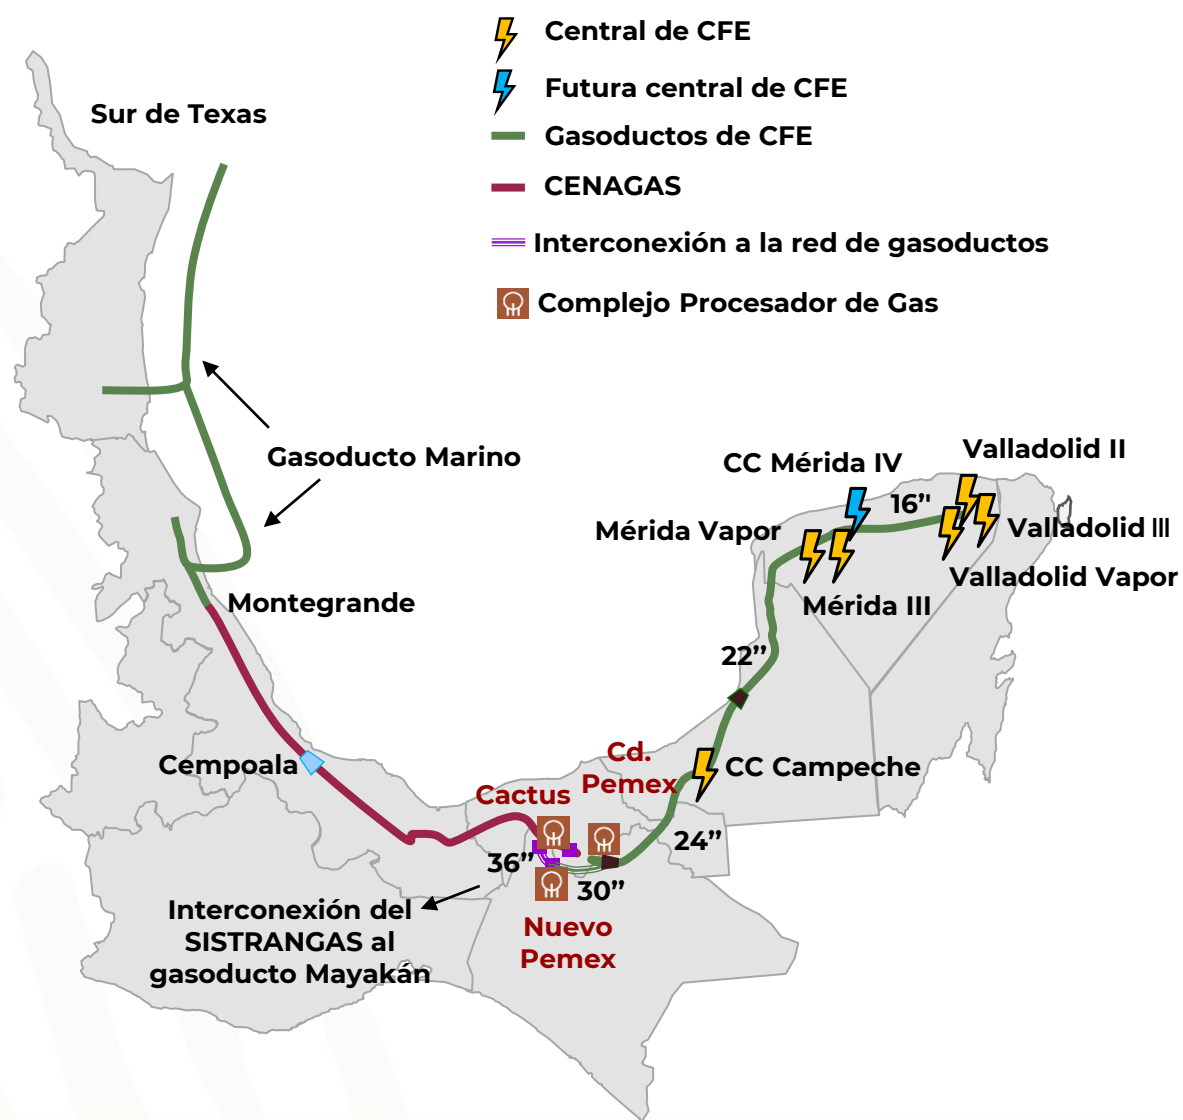 Central de CFE
Futura central de CFE
Gasoductos de CFE
CENAGAS
Interconexión a la red de gasoductos
Complejo Procesador de Gas
Sur de Texas
Gasoducto Marino
Montegrande
Cempoala
CC Mérida IV
Valladolid II
16"
Mérida Vapor
Valladolid III
Valladolid Vapor
Mérida III
22”
CC Campeche
Cd.
Pemex
Cactus
24”
36”
30”
Interconexión del
SISTRANGAS al
gasoducto Mayakán
Nuevo
Pemex